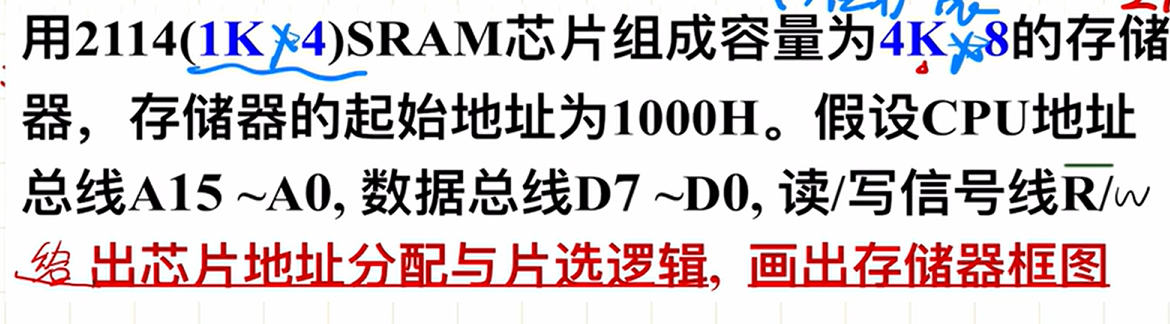 用2114(1K×4)SRAM芯片组成容量为4K×8的存储
器，存储器的起始地址为1000H。假设CPU地址
总线A15 ~A0, 数据总线D7 ~D0, 读/写信号线R̅/W
给出芯片地址分配与片选逻辑, 画出存储器框图